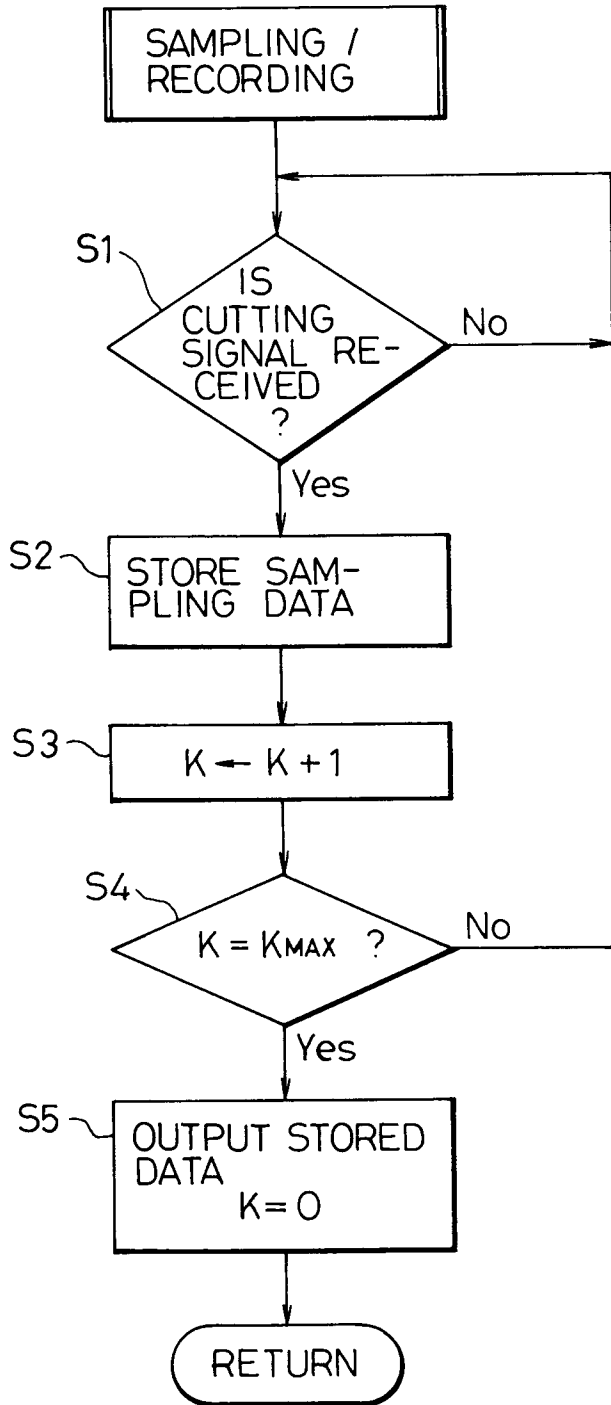 SAMPLING /
RECORDING
S1
IS
CUTTING
SIGNAL RE-
CEIVED
?
No
Yes
S2
STORE SAM-
PLING DATA
S3
K ← K + 1
S4
K = KMAX ?
No
Yes
S5
OUTPUT STORED
DATA
K = 0
RETURN